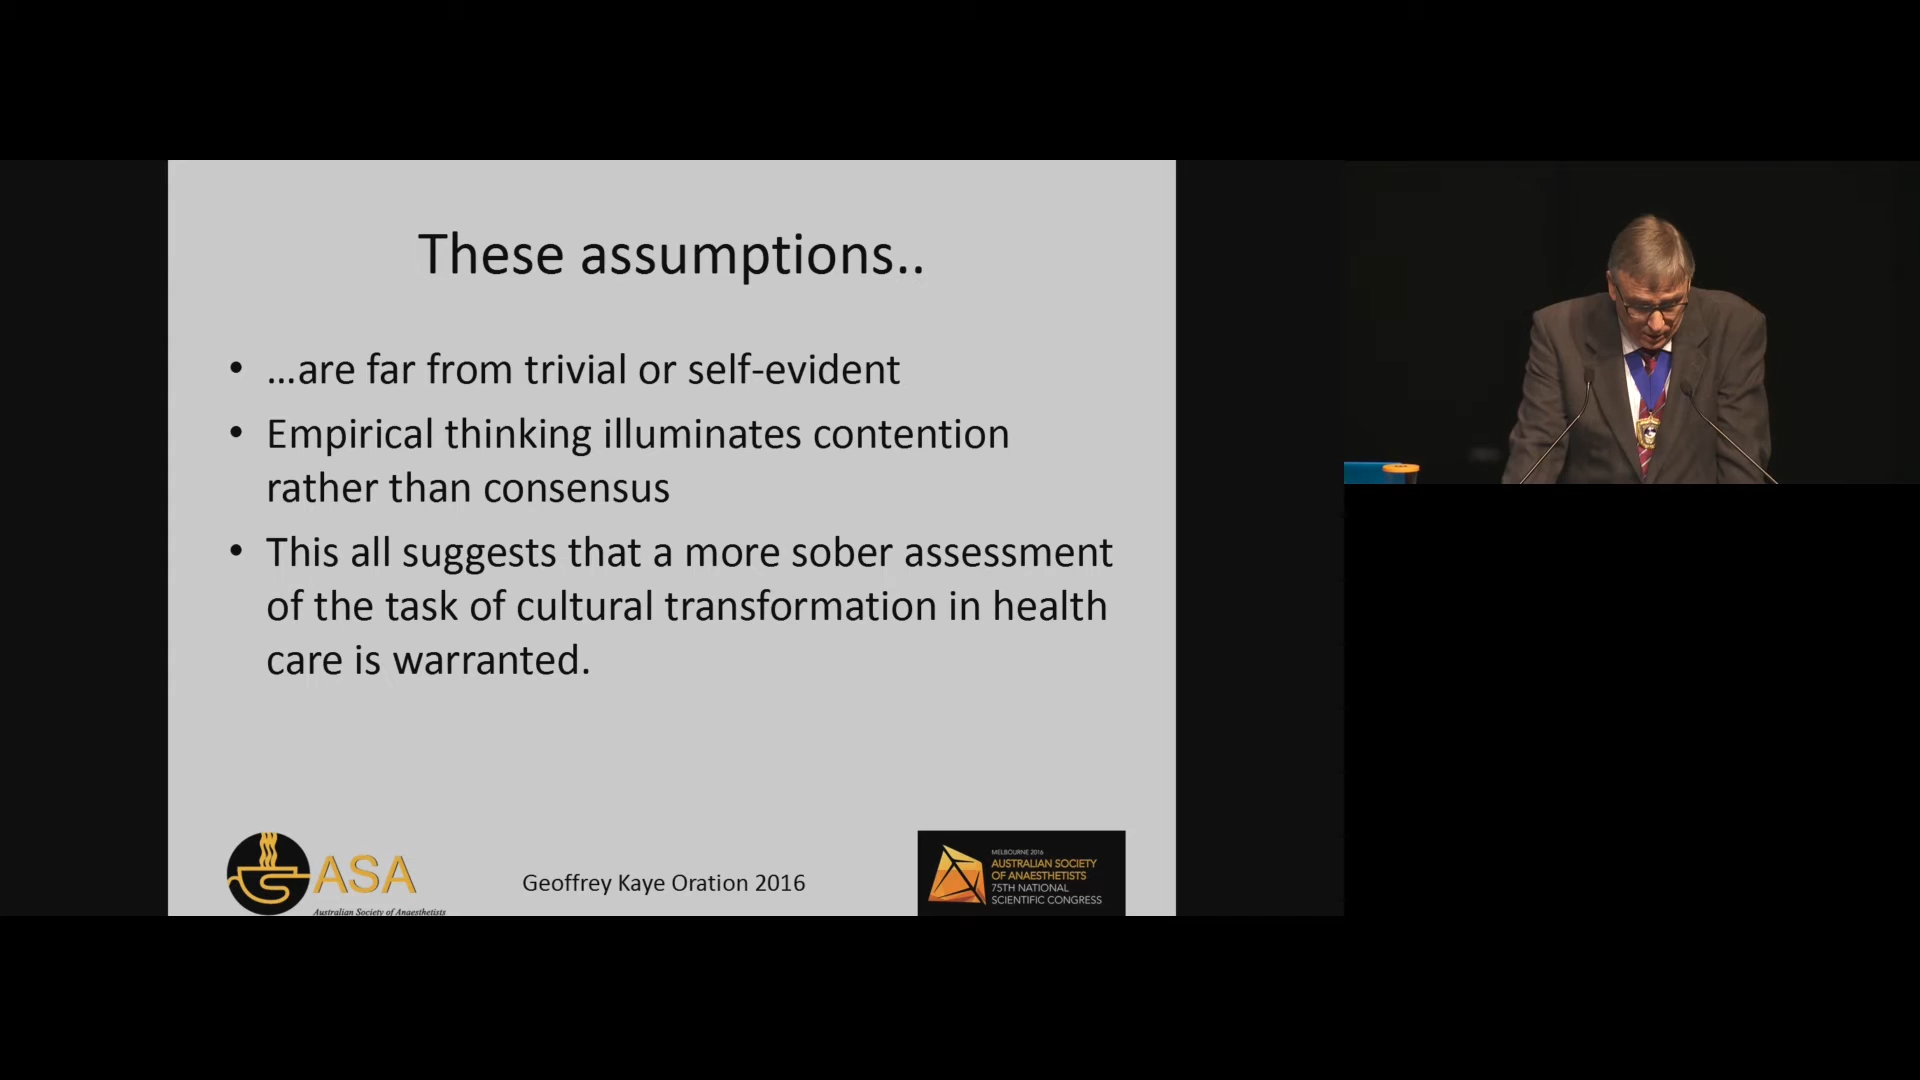 These assumptions..
• …are far from trivial or self-evident
• Empirical thinking illuminates contention
rather than consensus
• This all suggests that a more sober assessment
of the task of cultural transformation in health
care is warranted.
ASA
Australian Society of Anaesthetists
Geoffrey Kaye Oration 2016
MELBOURNE 2016
AUSTRALIAN SOCIETY
OF ANAESTHETISTS
75TH NATIONAL
SCIENTIFIC CONGRESS